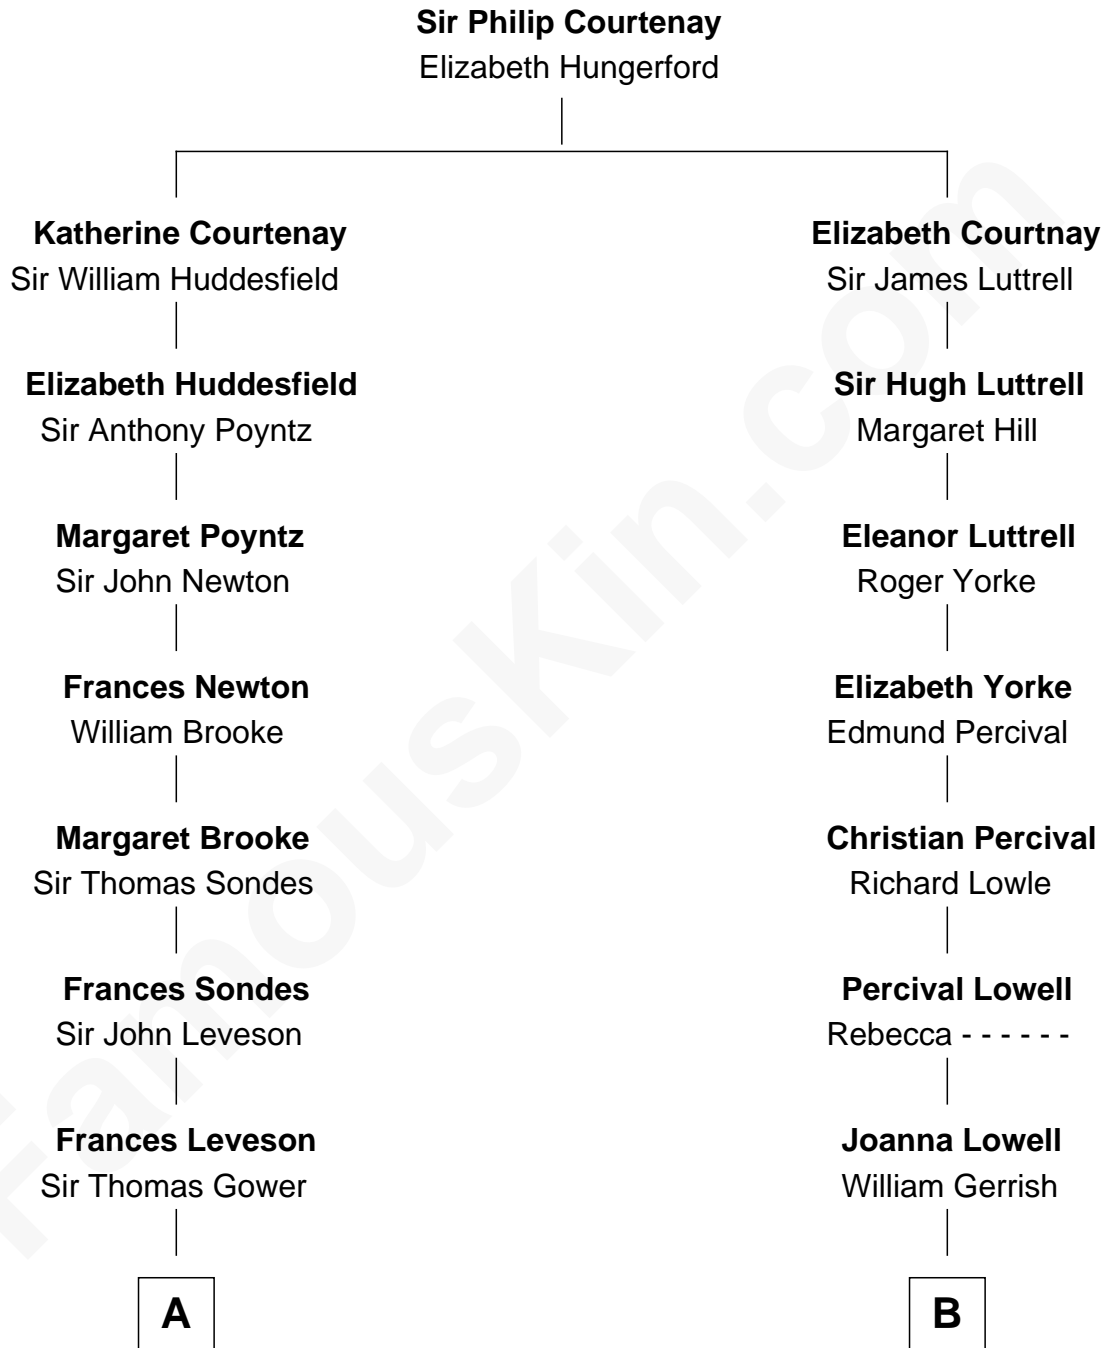 Sir Philip Courtenay
Elizabeth Hungerford
Katherine Courtenay
Sir William Huddesfield
Elizabeth Courtnay
Sir James Luttrell
Elizabeth Huddesfield
Sir Anthony Poyntz
Sir Hugh Luttrell
Margaret Hill
Margaret Poyntz
Sir John Newton
Eleanor Luttrell
Roger Yorke
Frances Newton
William Brooke
Elizabeth Yorke
Edmund Percival
Margaret Brooke
Sir Thomas Sondes
Christian Percival
Richard Lowle
Frances Sondes
Sir John Leveson
Percival Lowell
Rebecca - - - - - -
Frances Leveson
Sir Thomas Gower
Joanna Lowell
William Gerrish
A
B
FamousKin.com